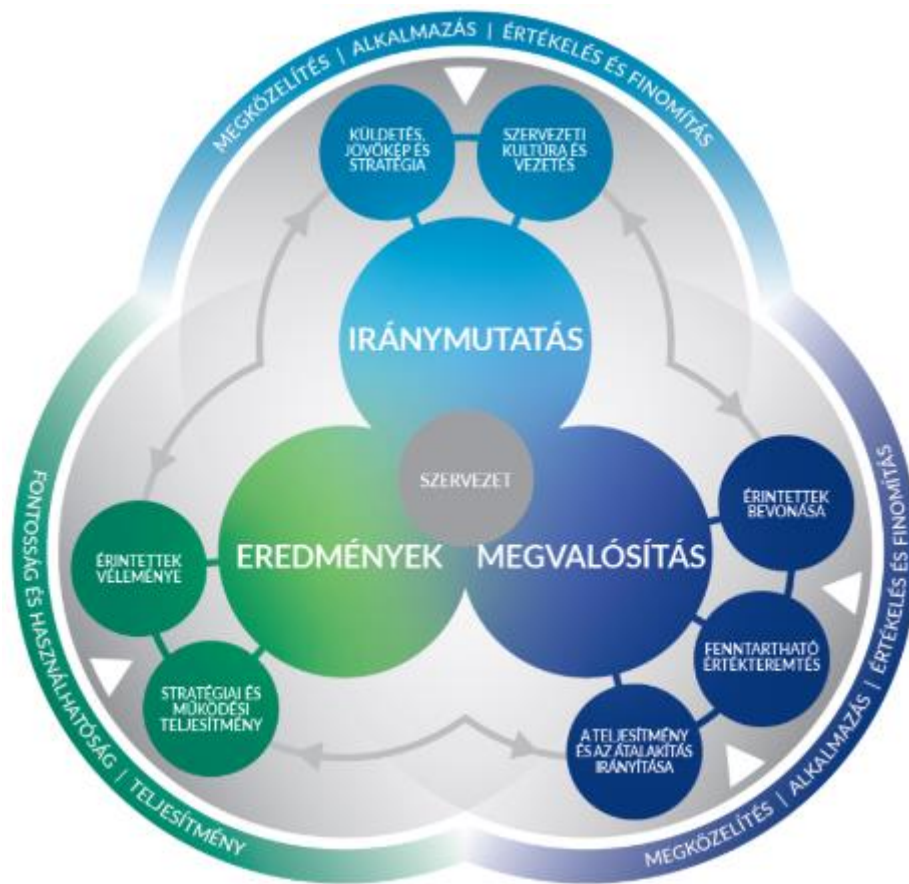 MEGKÖZELÍTÉS | ALKALMAZÁS | ÉRTÉKELÉS ÉS FINOMÍTÁS
KÜLDETÉS,
JÖVŐKÉP ÉS
STRATÉGIA
SZERVEZETI
KULTÚRA ÉS
VEZETÉS
IRÁNYMUTATÁS
SZERVEZET
EREDMÉNYEK
MEGVALÓSÍTÁS
ÉRINTETTEK
BEVONÁSA
FENNTARTHATÓ
ÉRTÉKTEREMTÉS
A TELJESÍTMÉNY
ÉS AZ ÁTALAKÍTÁS
IRÁNYÍTÁSA
ÉRINTETTEK
VÉLEMÉNYE
STRATÉGIAI ÉS
MŰKÖDÉSI
TELJESÍTMÉNY
FONTOSSÁG ÉS HASZNÁLHATÓSÁG | TELJESÍTMÉNY
MEGKÖZELÍTÉS | ALKALMAZÁS | ÉRTÉKELÉS ÉS FINOMÍTÁS